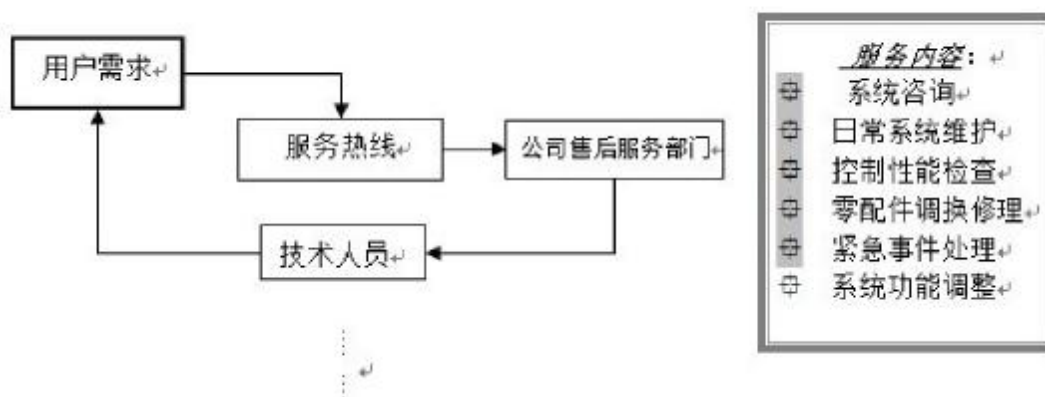 用户需求
服务热线
公司售后服务部门
技术人员
服务内容：
系统咨询
日常系统维护
控制性能检查
零配件调换修理
紧急事件处理
系统功能调整